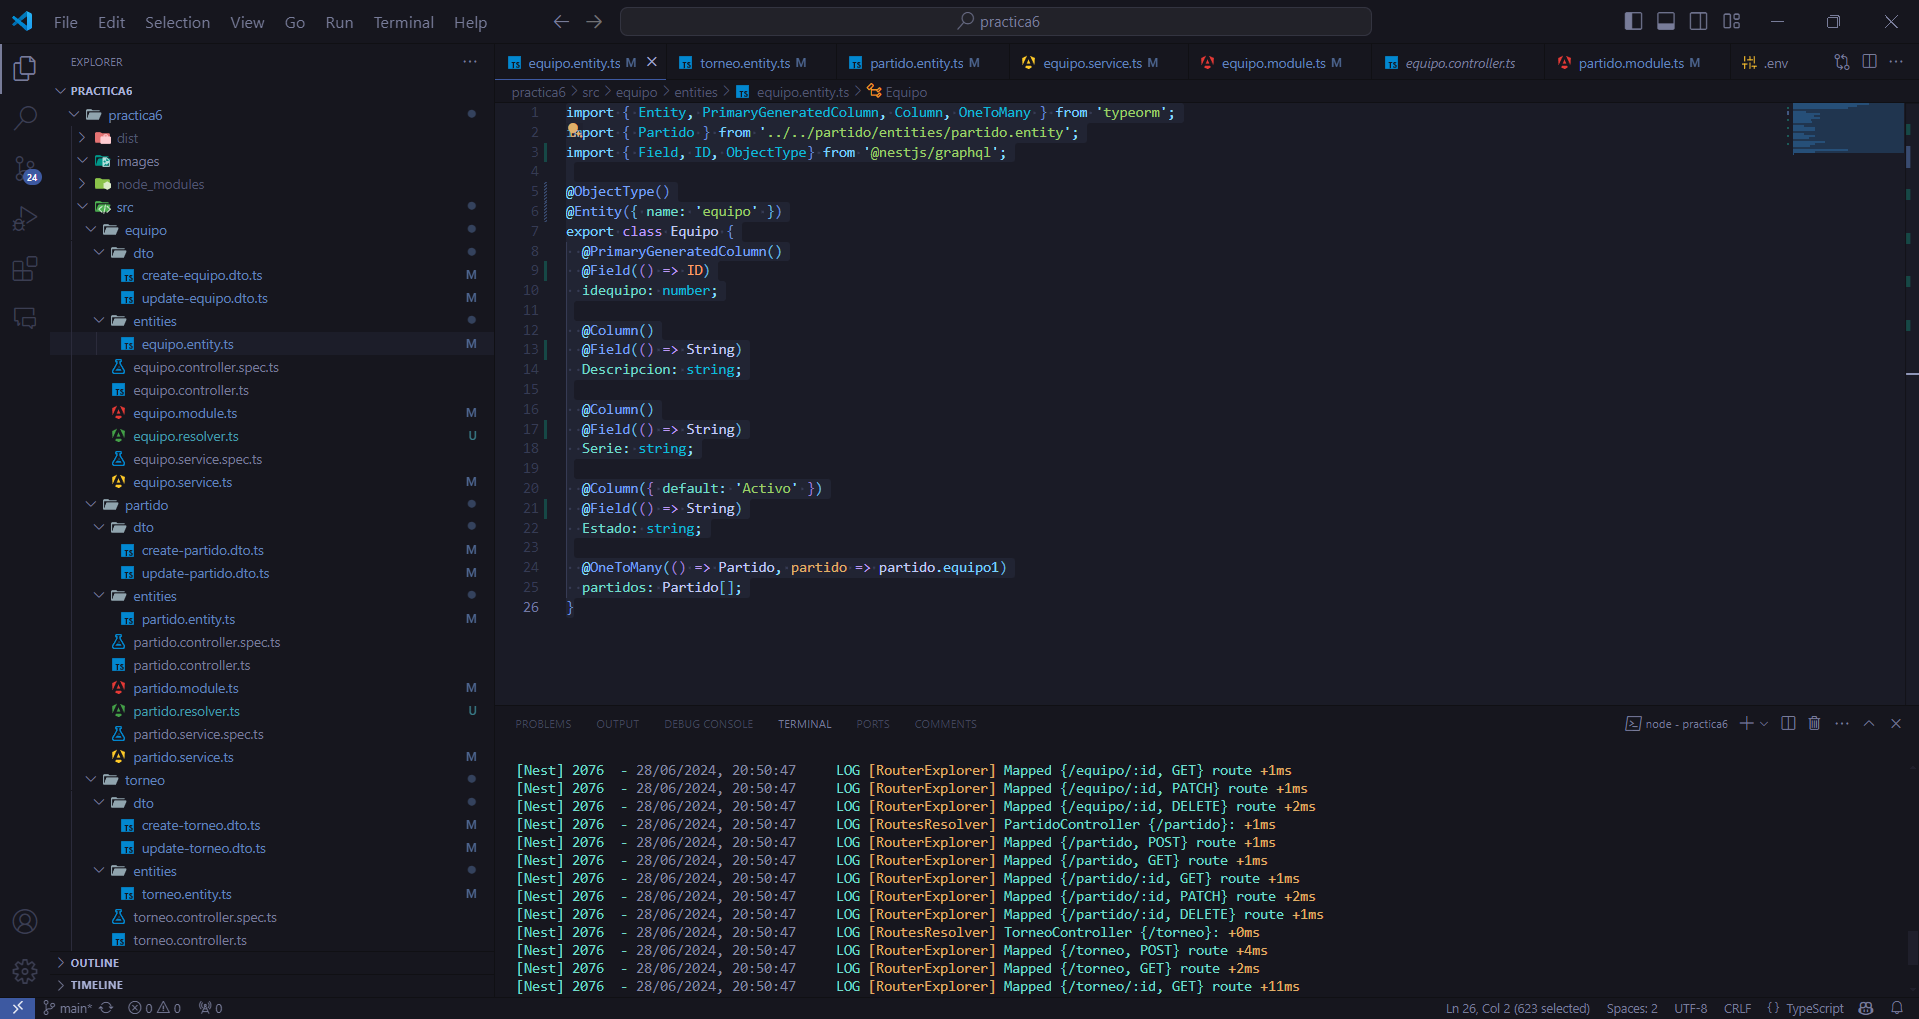 File Edit Selection View Go Run Terminal Help
practica6
EXPLORER
PRACTICA6
practica6
dist
images
node_modules
src
equipo
dto
create-equipo.dto.ts M
update-equipo.dto.ts M
entities
equipo.entity.ts M
equipo.controller.spec.ts
equipo.controller.ts
equipo.module.ts M
equipo.resolver.ts U
equipo.service.spec.ts
equipo.service.ts M
partido
dto
create-partido.dto.ts M
update-partido.dto.ts M
entities
partido.entity.ts M
partido.controller.spec.ts
partido.controller.ts
partido.module.ts M
partido.resolver.ts U
partido.service.spec.ts
partido.service.ts M
torneo
dto
create-torneo.dto.ts M
update-torneo.dto.ts M
entities
torneo.entity.ts M
torneo.controller.spec.ts
torneo.controller.ts
OUTLINE
TIMELINE
24
equipo.entity.ts M torneo.entity.ts M partido.entity.ts M equipo.service.ts M equipo.module.ts M equipo.controller.ts partido.module.ts M .env
practica6 > src > equipo > entities > equipo.entity.ts > Equipo
1 import { Entity, PrimaryGeneratedColumn, Column, OneToMany } from 'typeorm';
2 import { Partido } from '../../partido/entities/partido.entity';
3 import { Field, ID, ObjectType} from '@nestjs/graphql';
4
5 @ObjectType()
6 @Entity({ name: 'equipo' })
7 export class Equipo {
8 @PrimaryGeneratedColumn()
9 @Field(() => ID)
10 idequipo: number;
11
12 @Column()
13 @Field(() => String)
14 Descripcion: string;
15
16 @Column()
17 @Field(() => String)
18 Serie: string;
19
20 @Column({ default: 'Activo' })
21 @Field(() => String)
22 Estado: string;
23
24 @OneToMany(() => Partido, partido => partido.equipo1)
25 partidos: Partido[];
26 }
PROBLEMS OUTPUT DEBUG CONSOLE TERMINAL PORTS COMMENTS
node - practica6
[Nest] 2076 - 28/06/2024, 20:50:47 LOG [RouterExplorer] Mapped {/equipo/:id, GET} route +1ms
[Nest] 2076 - 28/06/2024, 20:50:47 LOG [RouterExplorer] Mapped {/equipo/:id, PATCH} route +1ms
[Nest] 2076 - 28/06/2024, 20:50:47 LOG [RouterExplorer] Mapped {/equipo/:id, DELETE} route +2ms
[Nest] 2076 - 28/06/2024, 20:50:47 LOG [RoutesResolver] PartidoController {/partido}: +1ms
[Nest] 2076 - 28/06/2024, 20:50:47 LOG [RouterExplorer] Mapped {/partido, POST} route +1ms
[Nest] 2076 - 28/06/2024, 20:50:47 LOG [RouterExplorer] Mapped {/partido, GET} route +1ms
[Nest] 2076 - 28/06/2024, 20:50:47 LOG [RouterExplorer] Mapped {/partido/:id, GET} route +1ms
[Nest] 2076 - 28/06/2024, 20:50:47 LOG [RouterExplorer] Mapped {/partido/:id, PATCH} route +2ms
[Nest] 2076 - 28/06/2024, 20:50:47 LOG [RouterExplorer] Mapped {/partido/:id, DELETE} route +1ms
[Nest] 2076 - 28/06/2024, 20:50:47 LOG [RoutesResolver] TorneoController {/torneo}: +0ms
[Nest] 2076 - 28/06/2024, 20:50:47 LOG [RouterExplorer] Mapped {/torneo, POST} route +4ms
[Nest] 2076 - 28/06/2024, 20:50:47 LOG [RouterExplorer] Mapped {/torneo, GET} route +2ms
[Nest] 2076 - 28/06/2024, 20:50:47 LOG [RouterExplorer] Mapped {/torneo/:id, GET} route +11ms
main* 0 0 0 Ln 26, Col 2 (623 selected) Spaces: 2 UTF-8 CRLF {} TypeScript